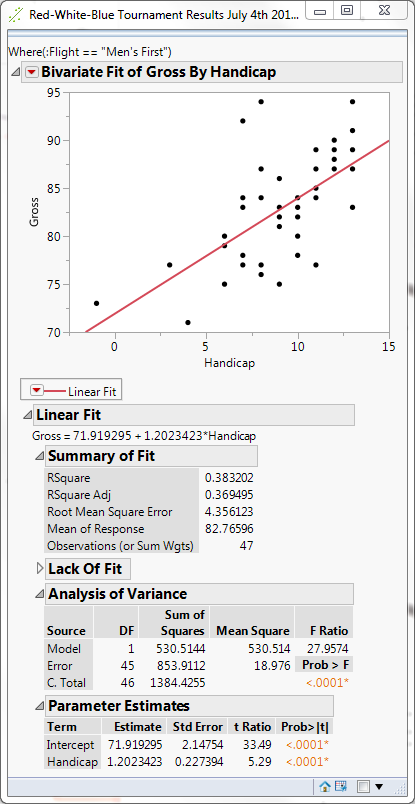 Red-White-Blue Tournament Results July 4th 201...
Where(:Flight == "Men's First")
Bivariate Fit of Gross By Handicap
95
90
85
80
75
70
Gross
0 5 10 15
Handicap
Linear Fit
Linear Fit
Gross = 71.919295 + 1.2023423*Handicap
Summary of Fit
RSquare 0.383202
RSquare Adj 0.369495
Root Mean Square Error 4.356123
Mean of Response 82.76596
Observations (or Sum Wgts) 47
Lack Of Fit
Analysis of Variance
Source DF Sum of Squares Mean Square F Ratio
Model 1 530.5144 530.514 27.9574
Error 45 853.9112 18.976 Prob > F
C. Total 46 1384.4255 <.0001*
Parameter Estimates
Term Estimate Std Error t Ratio Prob>|t|
Intercept 71.919295 2.14754 33.49 <.0001*
Handicap 1.2023423 0.227394 5.29 <.0001*